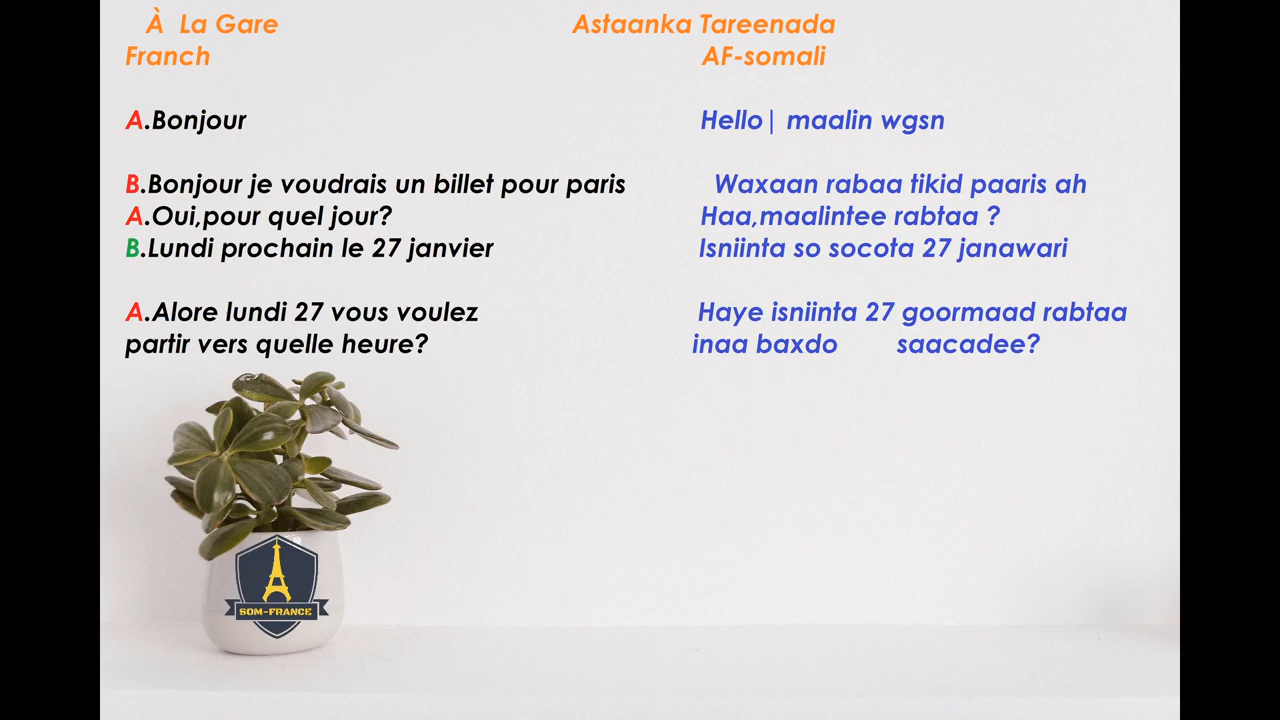 À La Gare Astaanka Tareenada
Franch AF-somali
A.Bonjour Hello| maalin wgsn
B.Bonjour je voudrais un billet pour paris Waxaan rabaa tikid paaris ah
A.Oui,pour quel jour? Haa,maalintee rabtaa ?
B.Lundi prochain le 27 janvier Isniinta so socota 27 janawari
A.Alore lundi 27 vous voulez Haye isniinta 27 goormaad rabtaa
partir vers quelle heure? inaa baxdo saacadee?
SOM-FRANCE